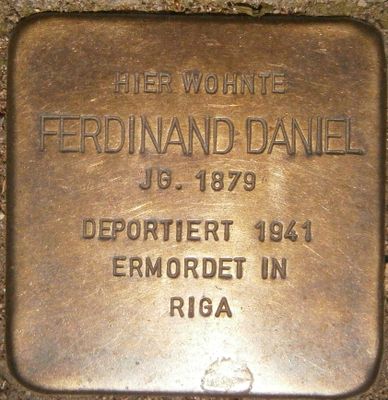 HIER WOHNTE
FERDINAND DANIEL
JG. 1879
DEPORTIERT 1941
ERMORDET IN
RIGA